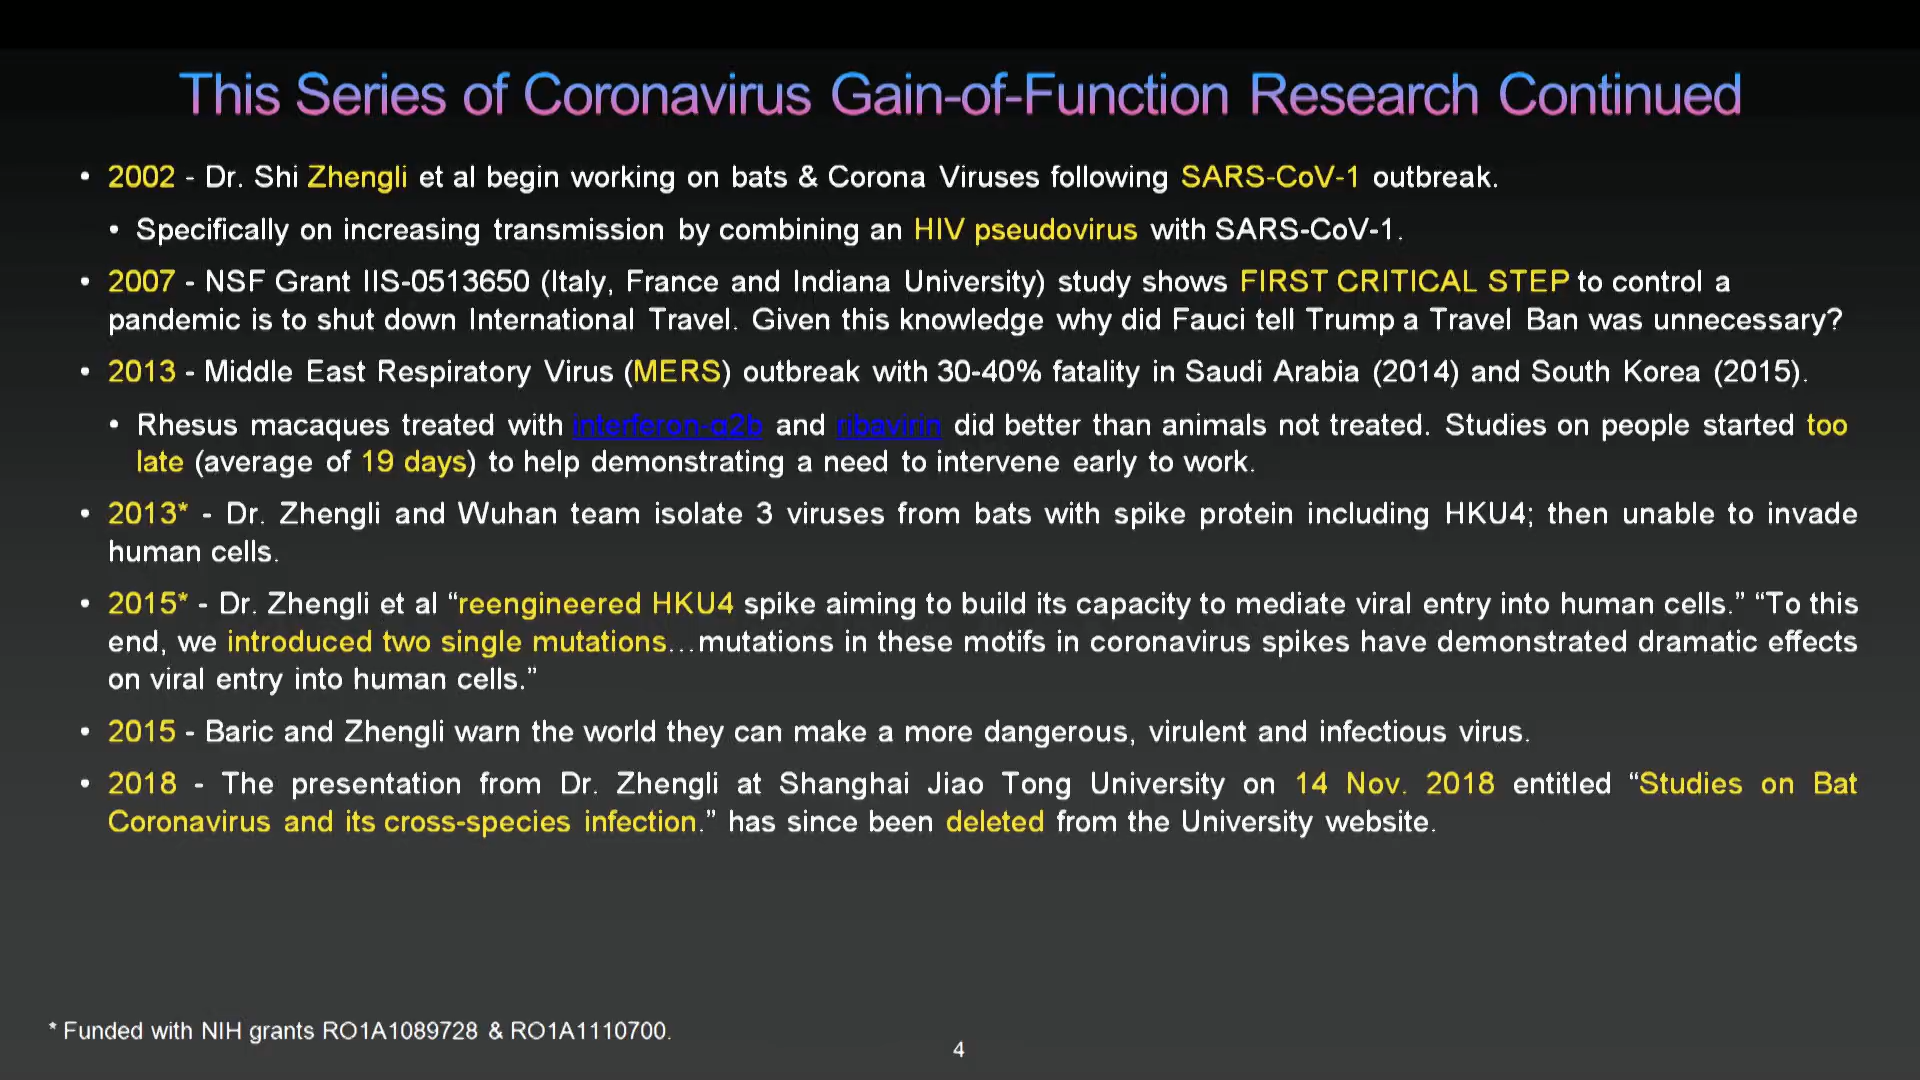 This Series of Coronavirus Gain-of-Function Research Continued
• 2002 - Dr. Shi Zhengli et al begin working on bats & Corona Viruses following SARS-CoV-1 outbreak.
• Specifically on increasing transmission by combining an HIV pseudovirus with SARS-CoV-1.
• 2007 - NSF Grant IIS-0513650 (Italy, France and Indiana University) study shows FIRST CRITICAL STEP to control a
pandemic is to shut down International Travel. Given this knowledge why did Fauci tell Trump a Travel Ban was unnecessary?
• 2013 - Middle East Respiratory Virus (MERS) outbreak with 30-40% fatality in Saudi Arabia (2014) and South Korea (2015).
• Rhesus macaques treated with interferon-α2b and ribavirin did better than animals not treated. Studies on people started too
late (average of 19 days) to help demonstrating a need to intervene early to work.
• 2013* - Dr. Zhengli and Wuhan team isolate 3 viruses from bats with spike protein including HKU4; then unable to invade
human cells.
• 2015* - Dr. Zhengli et al “reengineered HKU4 spike aiming to build its capacity to mediate viral entry into human cells.” “To this
end, we introduced two single mutations…mutations in these motifs in coronavirus spikes have demonstrated dramatic effects
on viral entry into human cells.”
• 2015 - Baric and Zhengli warn the world they can make a more dangerous, virulent and infectious virus.
• 2018 - The presentation from Dr. Zhengli at Shanghai Jiao Tong University on 14 Nov. 2018 entitled “Studies on Bat
Coronavirus and its cross-species infection.” has since been deleted from the University website.
* Funded with NIH grants RO1A1089728 & RO1A1110700.
4